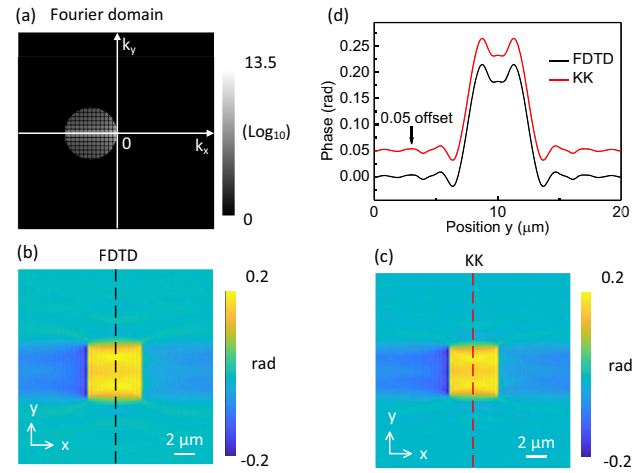 (a) Fourier domain
k_y
k_x
0
13.5
(Log₁₀)
0
(d)
0.25
0.20
0.15
0.10
0.05
0.00
Phase (rad)
FDTD
KK
0.05 offset
0 5 10 15 20
Position y (μm)
(b) FDTD
0.2
rad
-0.2
y
x
2 μm
(c) KK
0.2
rad
-0.2
y
x
2 μm